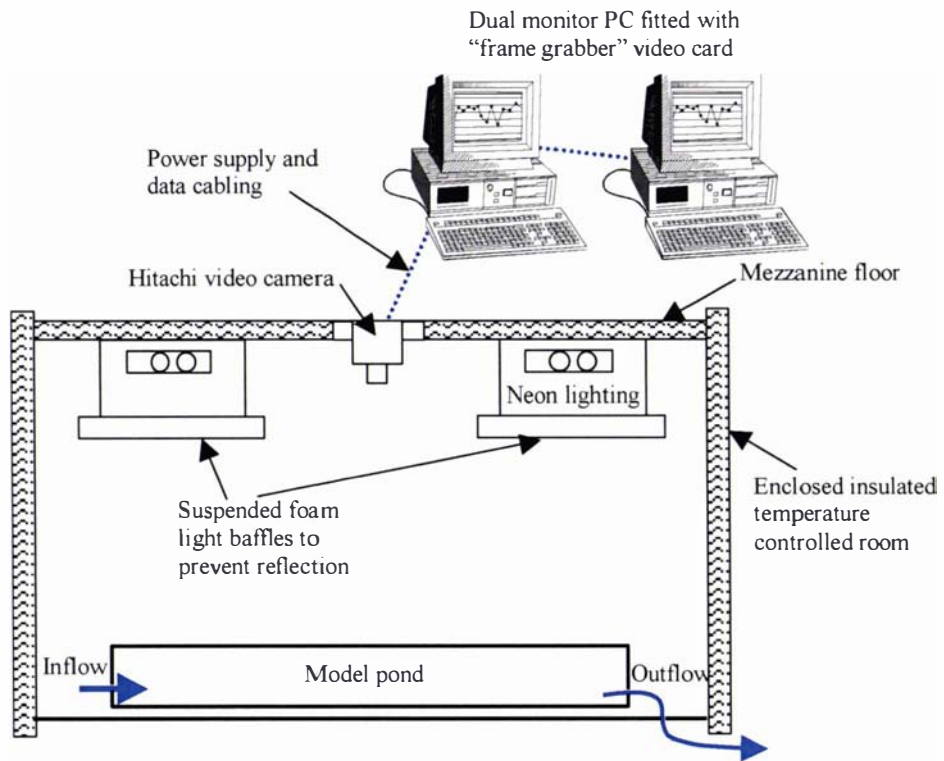 Dual monitor PC fitted with
“frame grabber” video card
Power supply and
data cabling
Hitachi video camera
Mezzanine floor
Neon lighting
Suspended foam
light baffles to
prevent reflection
Enclosed insulated
temperature
controlled room
Inflow
Model pond
Outflow